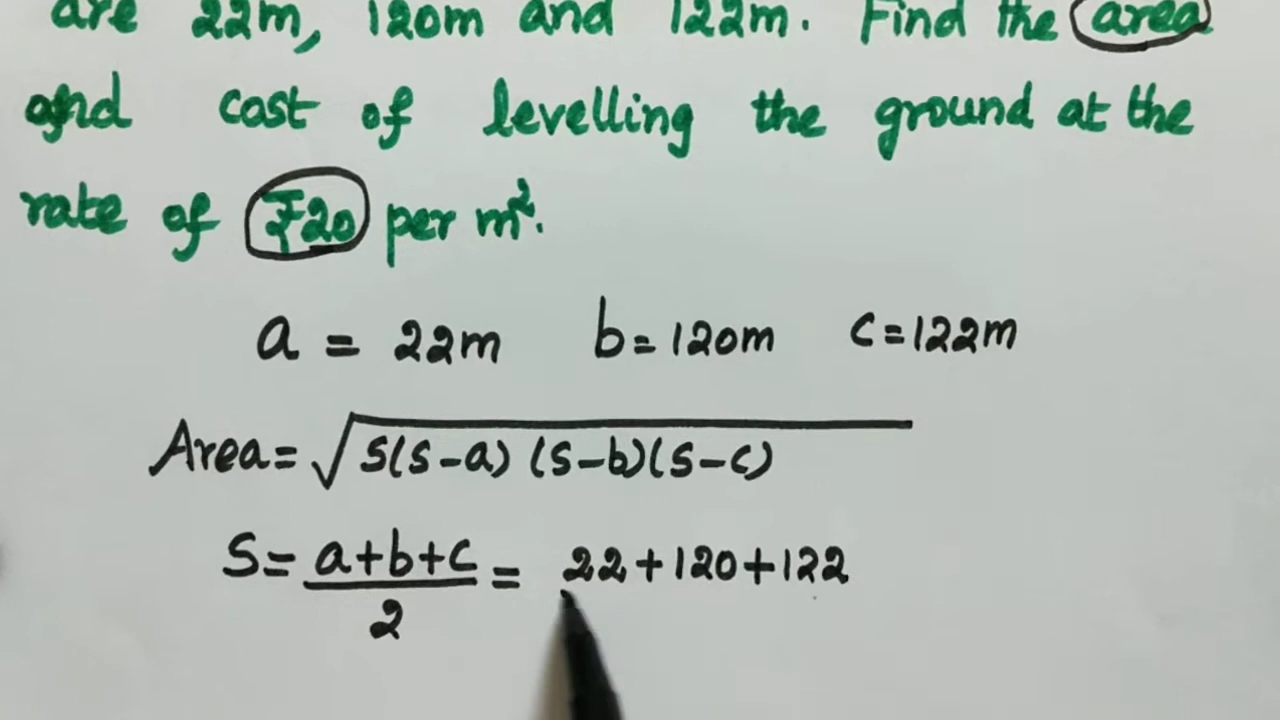 are 22m, 120m and 122m. Find the area
and cost of levelling the ground at the
rate of ₹20 per m².
a = 22m b=120m c=122m
Area=√s(s-a) (s-b)(s-c)
S= a+b+c/2 = 22+120+122